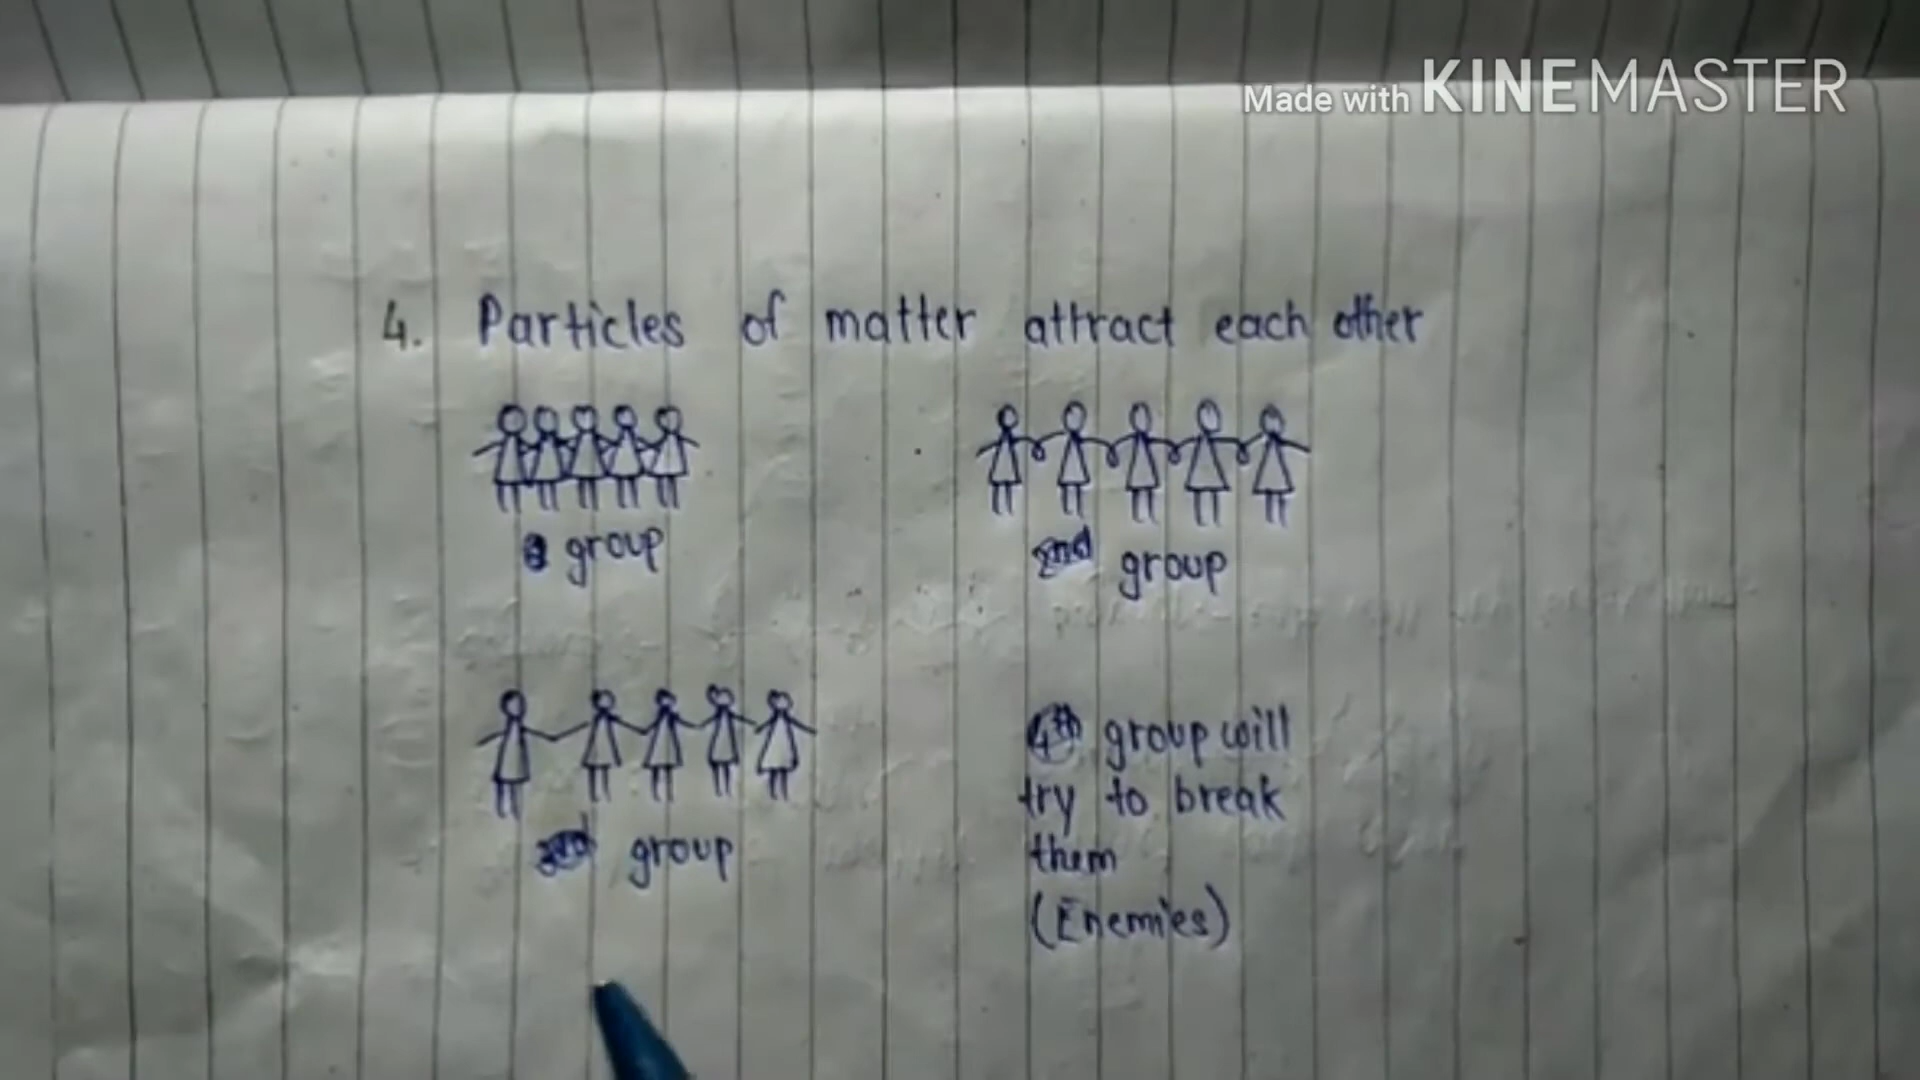 Made with KINEMASTER
4. Particles of matter attract each other
group
2nd group
3rd group
4th group will
try to break
them
(Enemies)